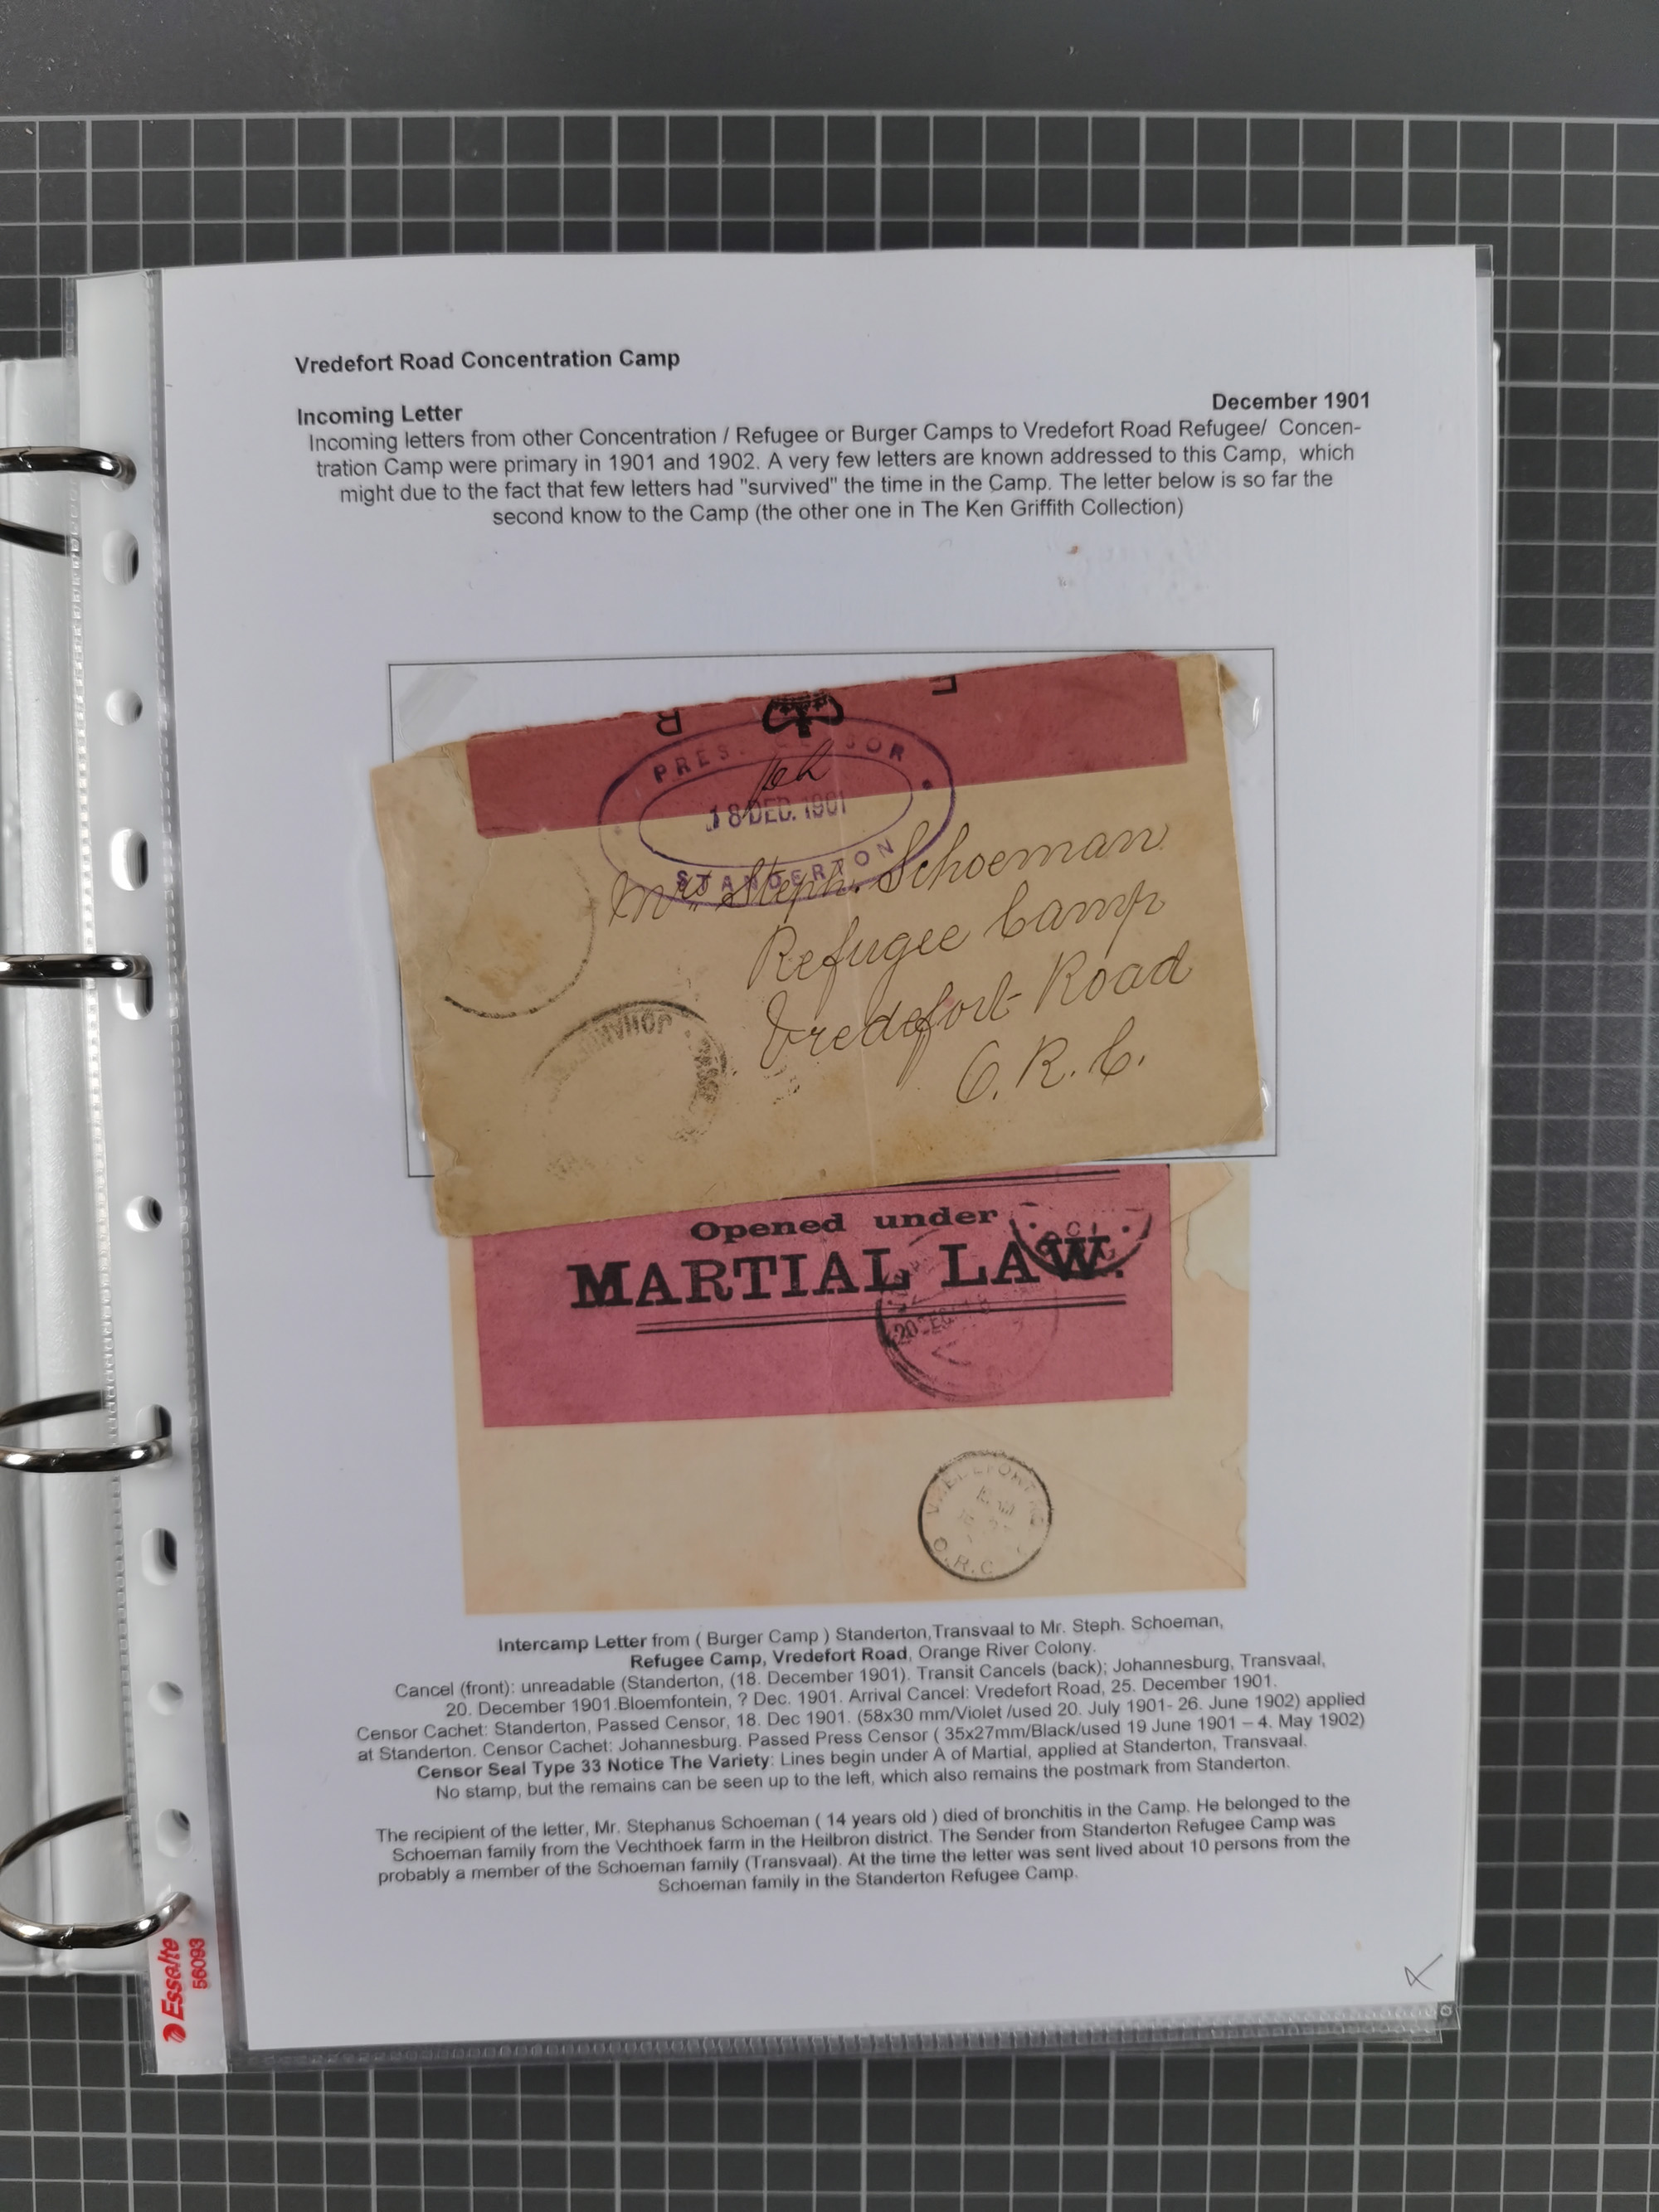 Vredefort Road Concentration Camp
Incoming Letter
December 1901
Incoming letters from other Concentration / Refugee or Burger Camps to Vredefort Road Refugee/ Concen-
tration Camp were primary in 1901 and 1902. A very few letters are known addressed to this Camp, which
might due to the fact that few letters had "survived" the time in the Camp. The letter below is so far the
second know to the Camp (the other one in The Ken Griffith Collection)
E R
PRESS CENSOR
18 DEC. 1901
STANDERTON
Mr. Steph. Schoeman
Refugee Camp
Vredefort Road
O. R. C.
JOHANNESBURG
Opened under
MARTIAL LAW.
20 DEC
VREDEFORT RD
O.R.C
Intercamp Letter from ( Burger Camp ) Standerton,Transvaal to Mr. Steph. Schoeman,
Refugee Camp, Vredefort Road, Orange River Colony.
Cancel (front): unreadable (Standerton, (18. December 1901). Transit Cancels (back); Johannesburg, Transvaal,
20. December 1901.Bloemfontein, ? Dec. 1901. Arrival Cancel: Vredefort Road, 25. December 1901.
Censor Cachet: Standerton, Passed Censor, 18. Dec 1901. (58x30 mm/Violet /used 20. July 1901- 26. June 1902) applied
at Standerton. Censor Cachet: Johannesburg. Passed Press Censor ( 35x27mm/Black/used 19 June 1901 – 4. May 1902)
Censor Seal Type 33 Notice The Variety: Lines begin under A of Martial, applied at Standerton, Transvaal.
No stamp, but the remains can be seen up to the left, which also remains the postmark from Standerton.
The recipient of the letter, Mr. Stephanus Schoeman ( 14 years old ) died of bronchitis in the Camp. He belonged to the
Schoeman family from the Vechthoek farm in the Heilbron district. The Sender from Standerton Refugee Camp was
probably a member of the Schoeman family (Transvaal). At the time the letter was sent lived about 10 persons from the
Schoeman family in the Standerton Refugee Camp.
Esselte
56093